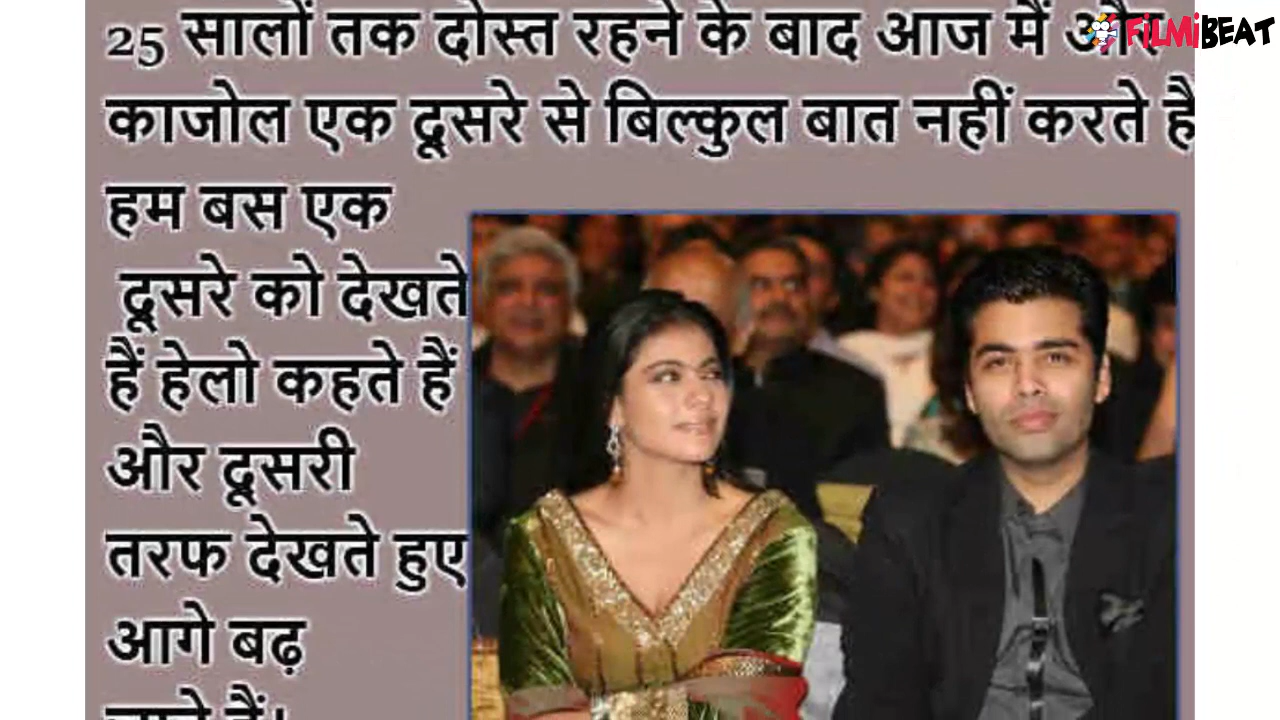 25 सालों तक दोस्त रहने के बाद आज मैं और
काजोल एक दूसरे से बिल्कुल बात नहीं करते हैं
हम बस एक
दूसरे को देखते
हैं हेलो कहते हैं
और दूसरी
तरफ देखते हुए
आगे बढ़
FiLMiBEAT